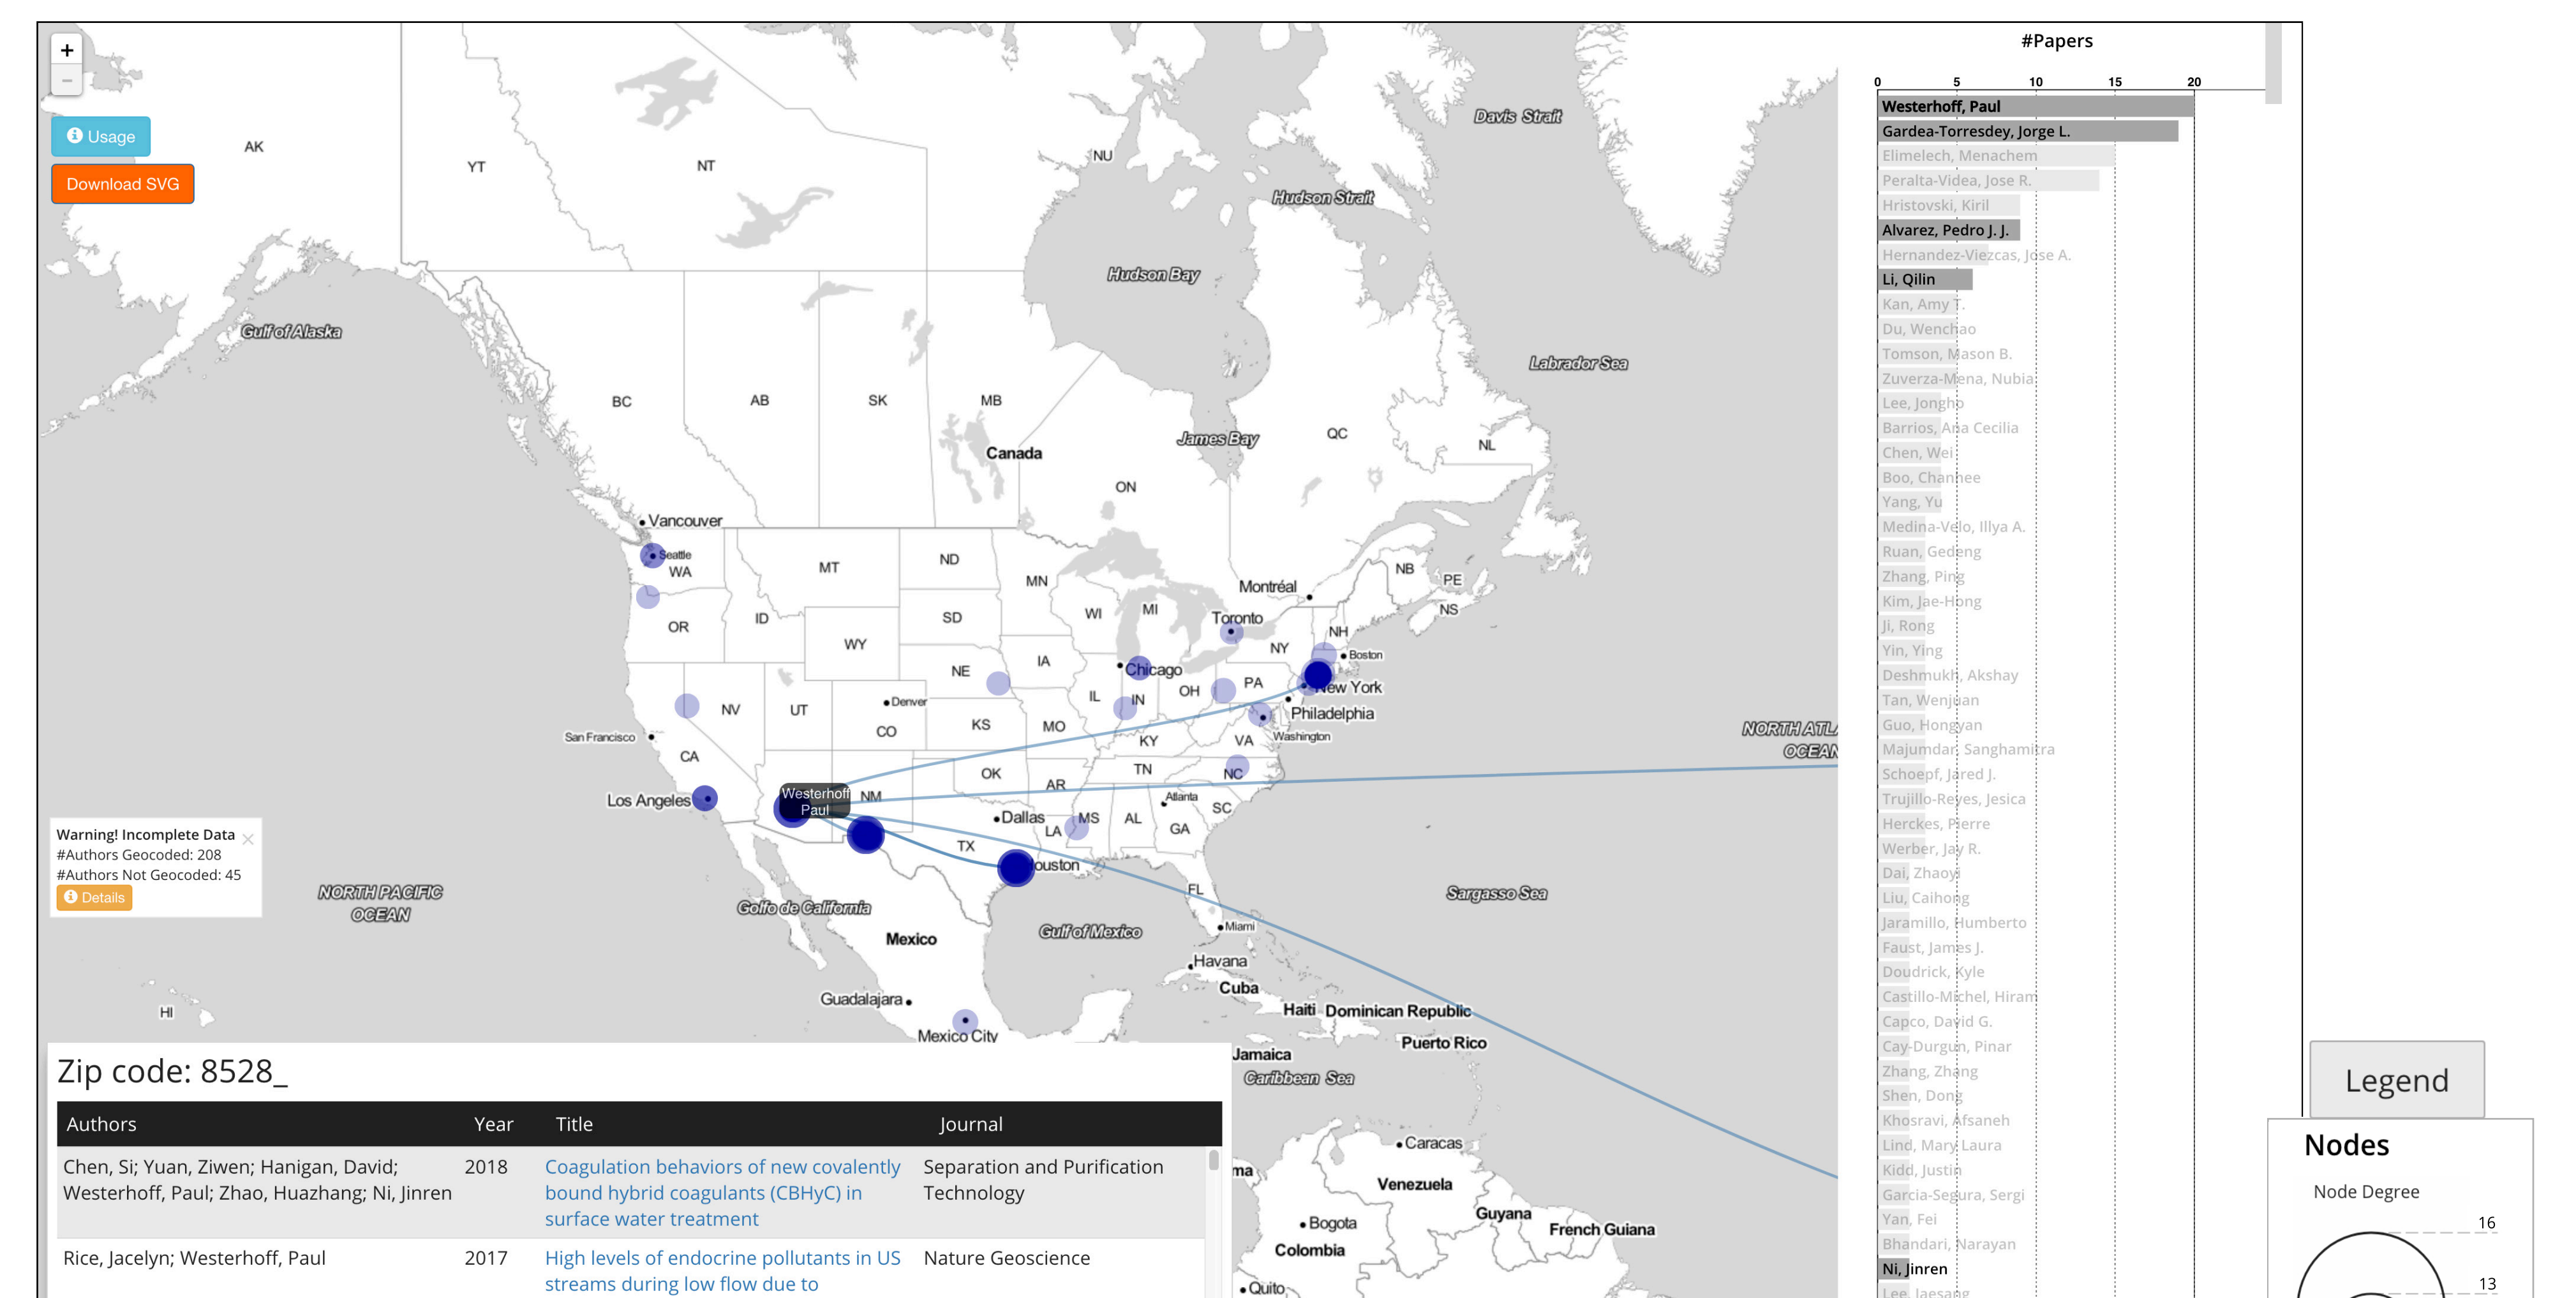 +
−
Usage
Download SVG
AK
YT
NT
NU
Davis Strait
Hudson Strait
Hudson Bay
Gulf of Alaska
Labrador Sea
BC
AB
SK
MB
QC
NL
James Bay
Canada
ON
Vancouver
Seattle
WA
MT
ND
MN
NB
PE
NS
Montréal
OR
ID
SD
WI
MI
Toronto
NH
WY
NY
Boston
IA
NE
Chicago
PA
OH
New York
IL
IN
NV
UT
Denver
CO
KS
MO
Philadelphia
KY
VA
Washington
San Francisco
CA
NORTH ATL
OCEAN
OK
TN
NC
AR
Los Angeles
Westerhoff
Paul
NM
Atlanta
SC
Dallas
MS
AL
GA
LA
TX
ouston
FL
Warning! Incomplete Data
#Authors Geocoded: 208
#Authors Not Geocoded: 45
Details
NORTH PACIFIC
OCEAN
Golfo de California
Sargasso Sea
Mexico
Gulf of Mexico
Miami
Havana
Cuba
Guadalajara
HI
Haiti
Dominican Republic
Mexico City
Puerto Rico
Jamaica
Caribbean Sea
Caracas
ma
Venezuela
Guyana
French Guiana
Bogota
Colombia
Quito
Zip code: 8528_
Authors Year Title Journal
Chen, Si; Yuan, Ziwen; Hanigan, David; 2018 Coagulation behaviors of new covalently Separation and Purification
Westerhoff, Paul; Zhao, Huazhang; Ni, Jinren bound hybrid coagulants (CBHyC) in Technology
surface water treatment
Rice, Jacelyn; Westerhoff, Paul 2017 High levels of endocrine pollutants in US Nature Geoscience
streams during low flow due to
#Papers
0 5 10 15 20
Westerhoff, Paul
Gardea-Torresdey, Jorge L.
Elimelech, Menachem
Peralta-Videa, Jose R.
Hristovski, Kiril
Alvarez, Pedro J. J.
Hernandez-Viezcas, Jose A.
Li, Qilin
Kan, Amy T.
Du, Wenchao
Tomson, Mason B.
Zuverza-Mena, Nubia
Lee, Jongho
Barrios, Ana Cecilia
Chen, Wei
Boo, Chanhee
Yang, Yu
Medina-Velo, Illya A.
Ruan, Gedeng
Zhang, Ping
Kim, Jae-Hong
Ji, Rong
Yin, Ying
Deshmukh, Akshay
Tan, Wenjuan
Guo, Hongyan
Majumdar, Sanghamitra
Schoepf, Jared J.
Trujillo-Reyes, Jesica
Herckes, Pierre
Werber, Jay R.
Dai, Zhaoyi
Liu, Caihong
Jaramillo, Humberto
Faust, James J.
Doudrick, Kyle
Castillo-Michel, Hiram
Capco, David G.
Cay-Durgun, Pinar
Zhang, Zhang
Shen, Dong
Khosravi, Afsaneh
Lind, Mary Laura
Kidd, Justin
Garcia-Segura, Sergi
Yan, Fei
Bhandari, Narayan
Ni, Jinren
Lee, Jaesang
Legend
Nodes
Node Degree
16
13